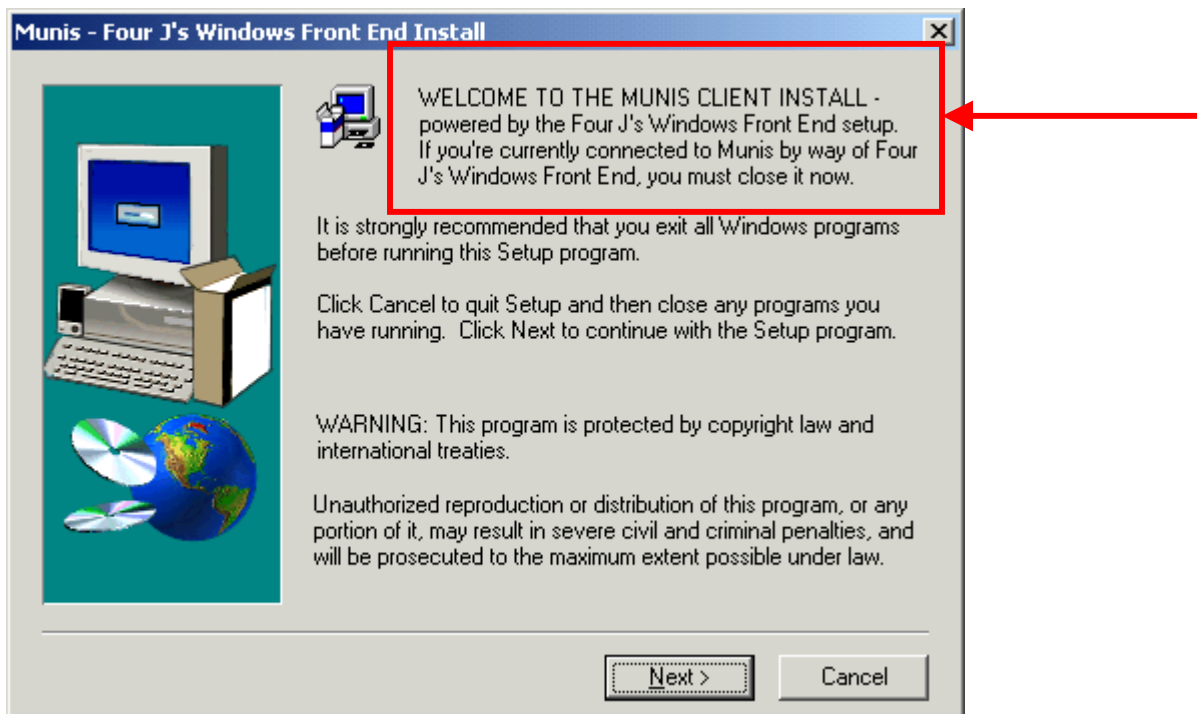 Munis - Four J's Windows Front End Install
WELCOME TO THE MUNIS CLIENT INSTALL -
powered by the Four J's Windows Front End setup.
If you're currently connected to Munis by way of Four
J's Windows Front End, you must close it now.
It is strongly recommended that you exit all Windows programs
before running this Setup program.
Click Cancel to quit Setup and then close any programs you
have running.  Click Next to continue with the Setup program.
WARNING: This program is protected by copyright law and
international treaties.
Unauthorized reproduction or distribution of this program, or any
portion of it, may result in severe civil and criminal penalties, and
will be prosecuted to the maximum extent possible under law.
Next >
Cancel